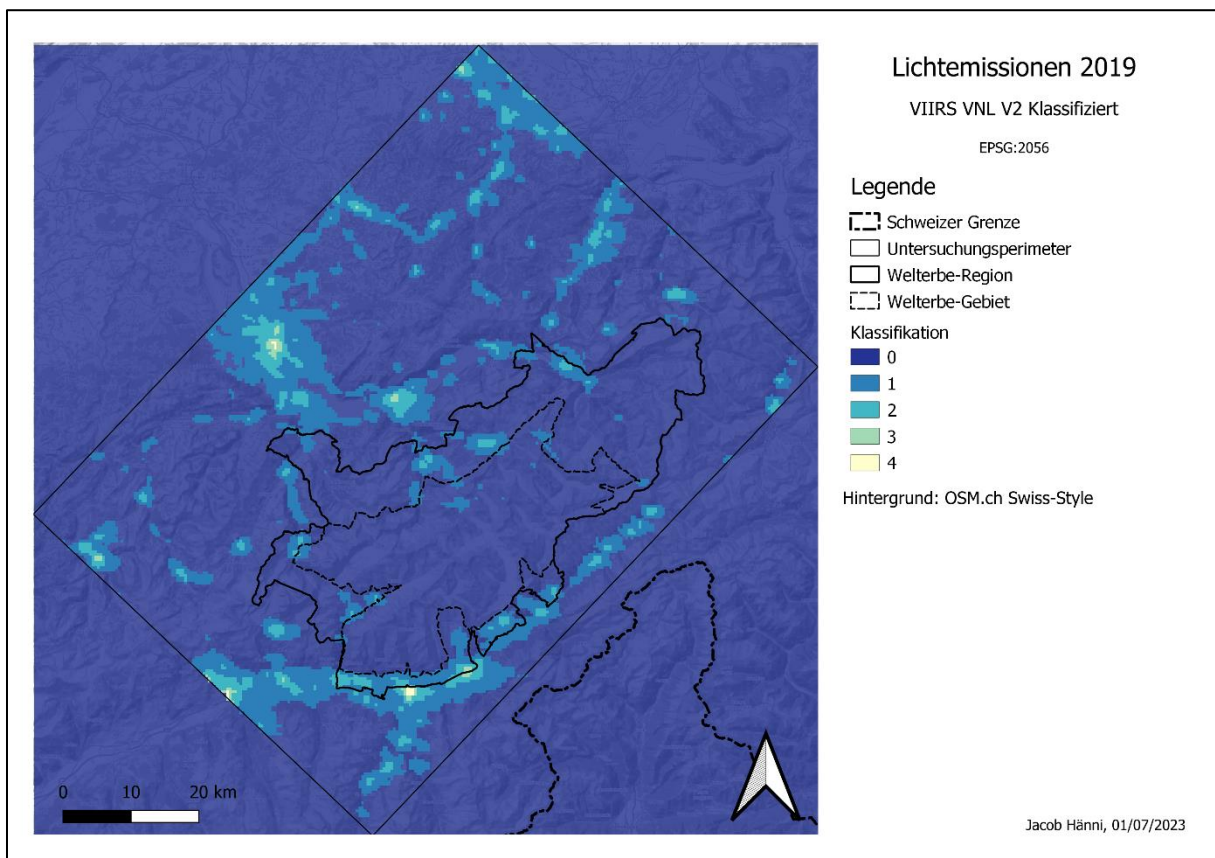 Lichtemissionen 2019
VIIRS VNL V2 Klassifiziert
EPSG:2056
Legende
Schweizer Grenze
Untersuchungsperimeter
Welterbe-Region
Welterbe-Gebiet
Klassifikation
0
1
2
3
4
Hintergrund: OSM.ch Swiss-Style
0 10 20 km
Jacob Hänni, 01/07/2023